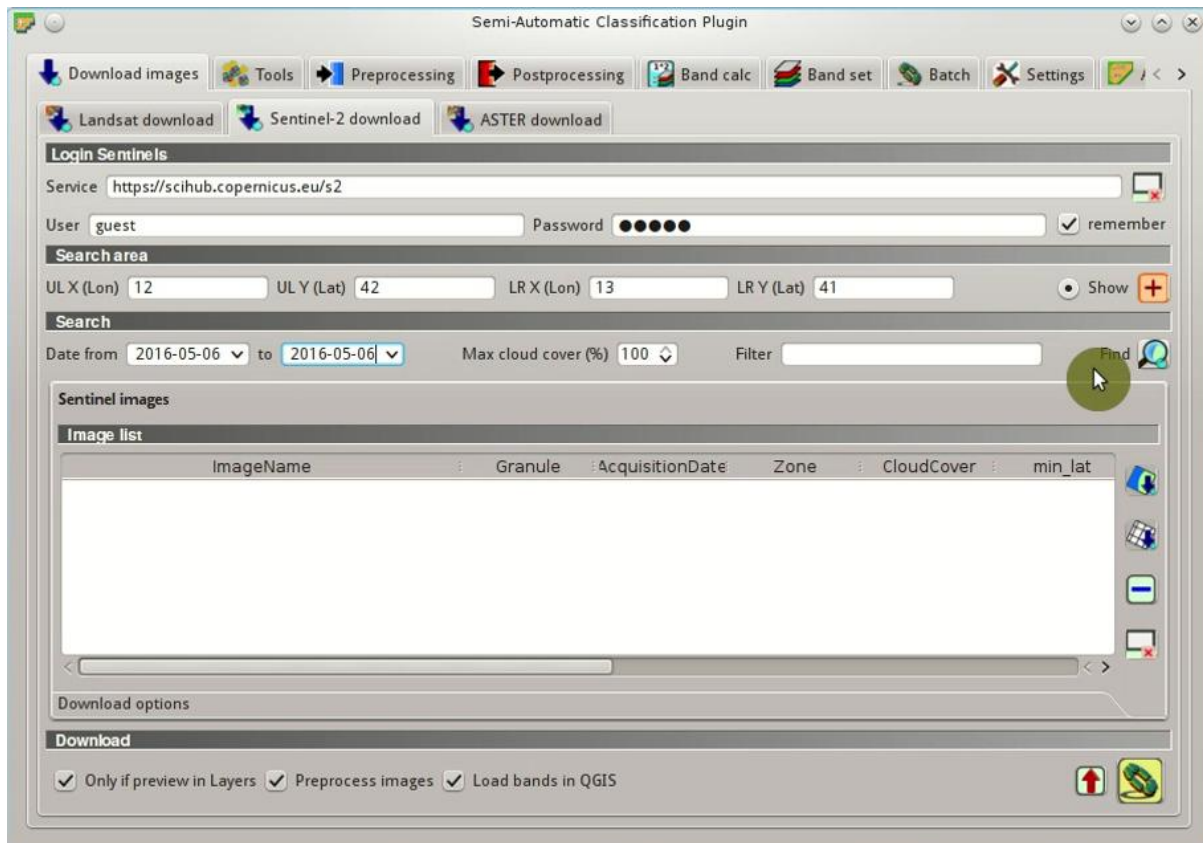 Semi-Automatic Classification Plugin
Download images Tools Preprocessing Postprocessing Band calc Band set Batch Settings
Landsat download Sentinel-2 download ASTER download
Login Sentinels
Service https://scihub.copernicus.eu/s2
User guest Password ●●●●● remember
Search area
UL X (Lon) 12 UL Y (Lat) 42 LR X (Lon) 13 LR Y (Lat) 41 Show
Search
Date from 2016-05-06 to 2016-05-06 Max cloud cover (%) 100 Filter Find
Sentinel images
Image list
ImageName Granule AcquisitionDate Zone CloudCover min_lat
Download options
Download
Only if preview in Layers Preprocess images Load bands in QGIS